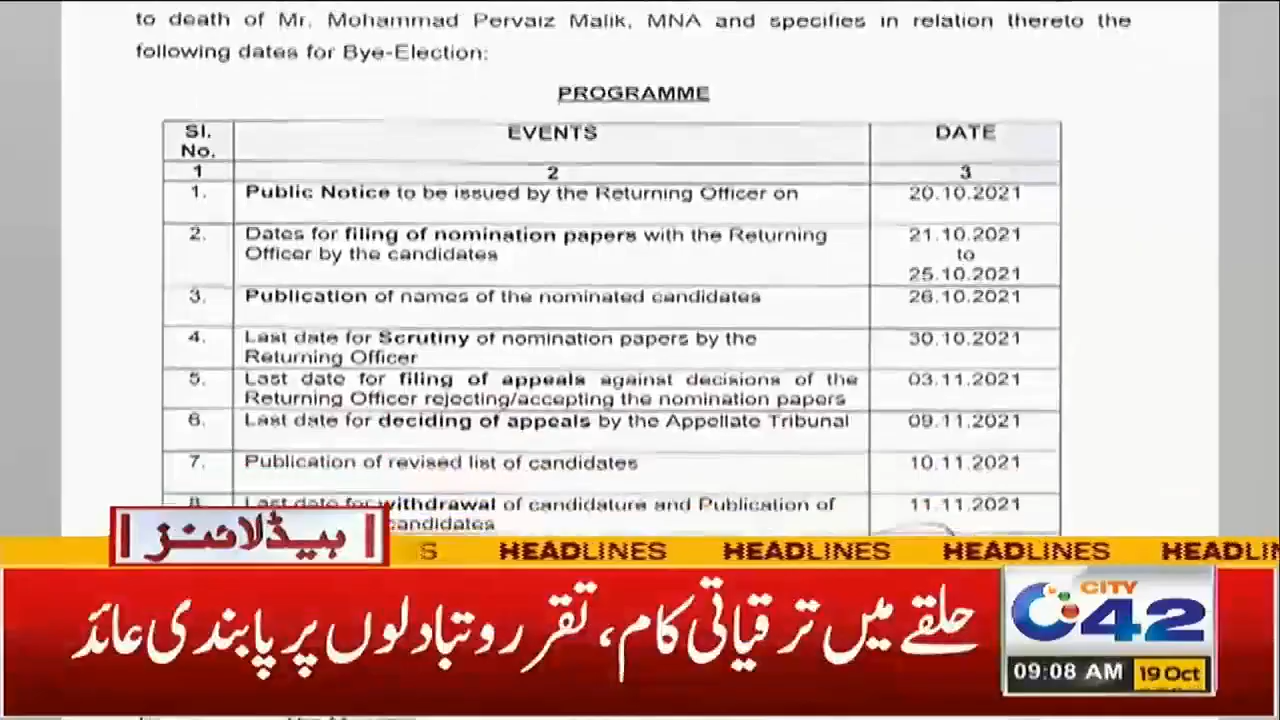 to death of Mr. Mohammad Pervaiz Malik, MNA and specifies in relation thereto the
following dates for Bye-Election:
PROGRAMME
Sl. No. EVENTS DATE
1 2 3
1. Public Notice to be issued by the Returning Officer on 20.10.2021
2. Dates for filing of nomination papers with the Returning 21.10.2021
Officer by the candidates to
25.10.2021
3. Publication of names of the nominated candidates 26.10.2021
4. Last date for Scrutiny of nomination papers by the 30.10.2021
Returning Officer
5. Last date for filing of appeals against decisions of the 03.11.2021
Returning Officer rejecting/accepting the nomination papers
6. Last date for deciding of appeals by the Appellate Tribunal 09.11.2021
7. Publication of revised list of candidates 10.11.2021
8. Last date for withdrawal of candidature and Publication of 11.11.2021
candidates
ہیڈلائنز
S HEADLINES HEADLINES HEADLINES HEADLIN
حلقے میں ترقیاتی کام، تقرر و تبادلوں پر پابندی عائد
CITY
42
09:08 AM 19 Oct